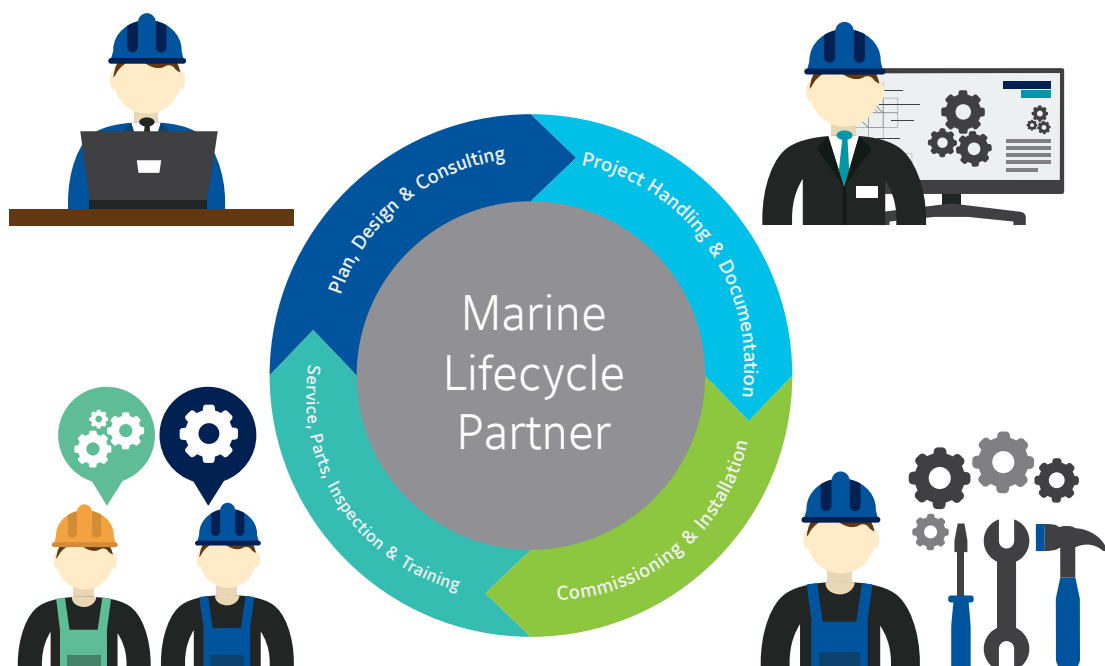 Plan, Design & Consulting
Project Handling & Documentation
Marine
Lifecycle
Partner
Service, Parts, Inspection & Training
Commissioning & Installation